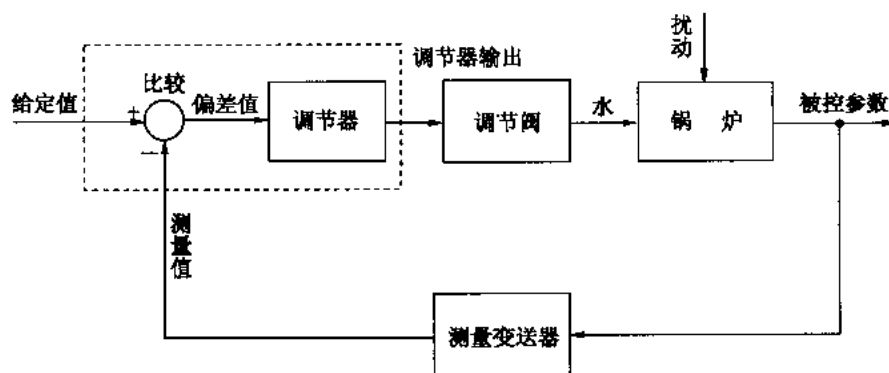 扰动
调节器输出
比较
给定值
+
偏差值
调节器
调节阀
水
锅 炉
被控参数
—
测量值
测量变送器